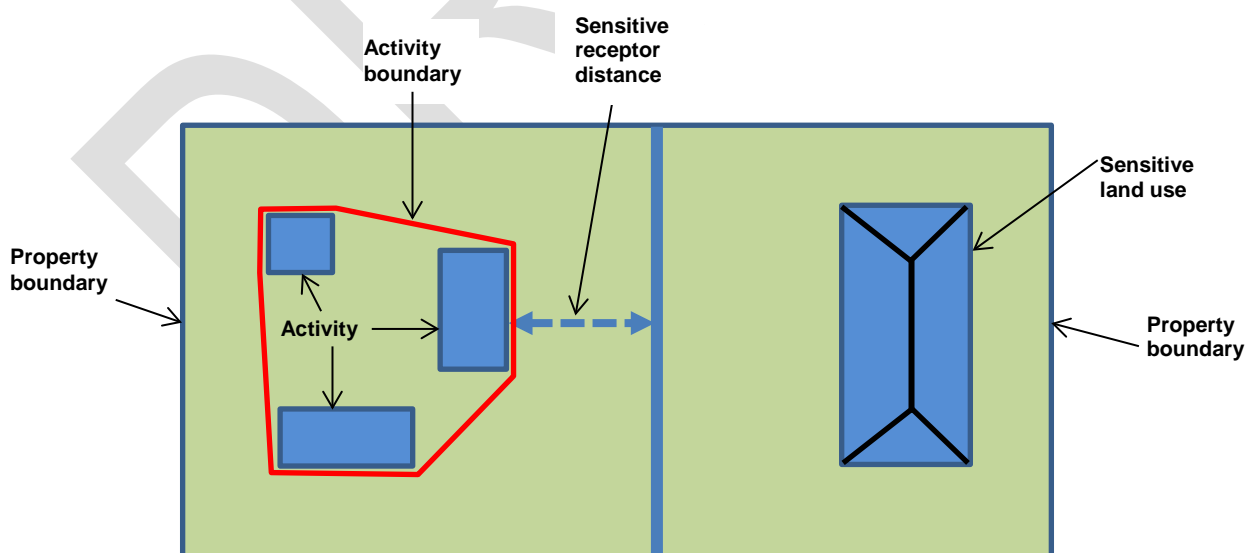 Sensitive
receptor
distance
Activity
boundary
Sensitive
land use
Property
boundary
Activity
Property
boundary